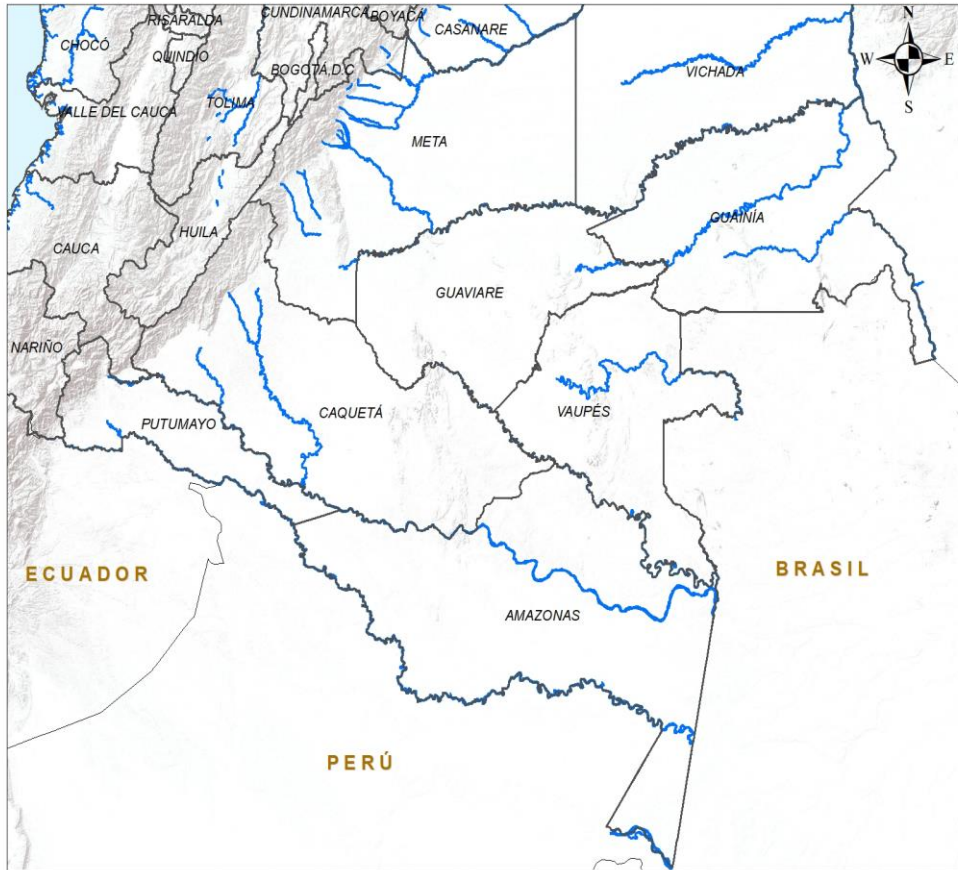 CUNDINAMARCA
BOYACÁ
RISARALDA
CASANARE
N
CHOCÓ
QUINDIO
W
E
BOGOTÁ,D.C
VICHADA
S
VALLE DEL CAUCA
TOLIMA
META
GUAINÍA
HUILA
CAUCA
GUAVIARE
NARIÑO
CAQUETÁ
VAUPÉS
PUTUMAYO
ECUADOR
BRASIL
AMAZONAS
PERÚ